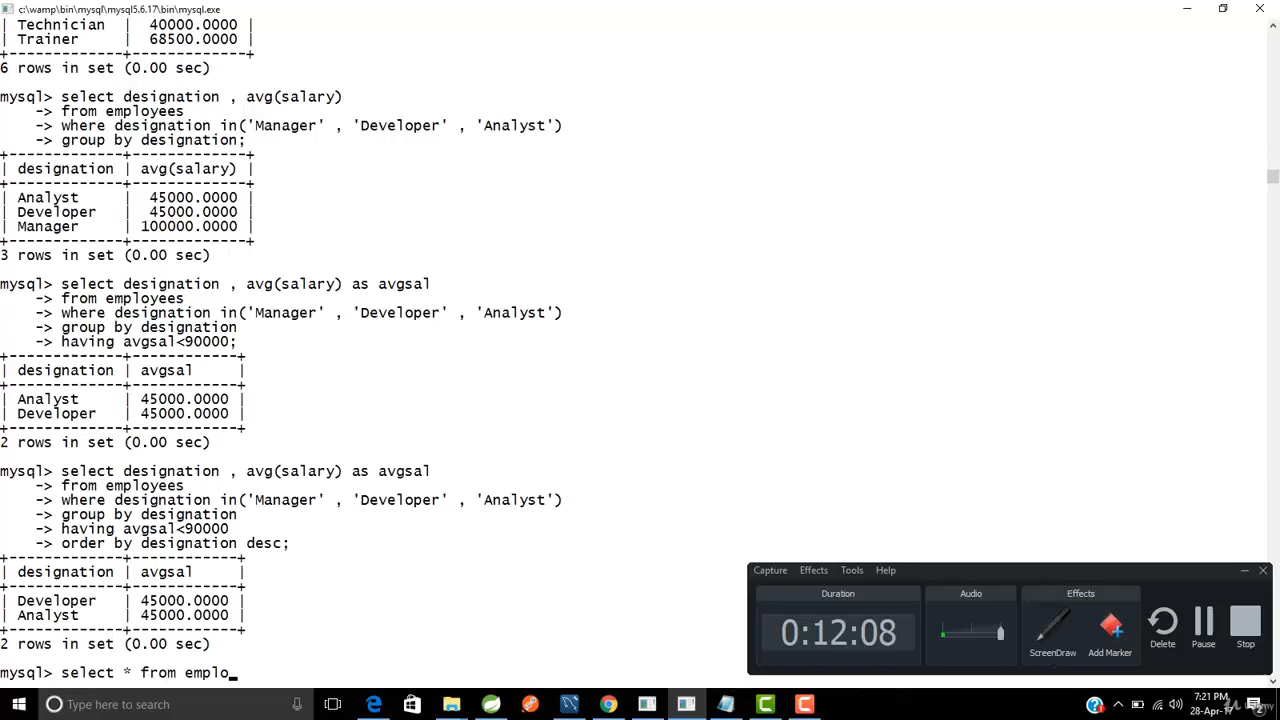 c:\wamp\bin\mysql\mysql5.6.17\bin\mysql.exe
| Technician  |  40000.0000 |
| Trainer     |  68500.0000 |
+-------------+-------------+
6 rows in set (0.00 sec)
mysql> select designation , avg(salary)
    -> from employees
    -> where designation in('Manager' , 'Developer' , 'Analyst')
    -> group by designation;
+-------------+-------------+
| designation | avg(salary) |
+-------------+-------------+
| Analyst     |  45000.0000 |
| Developer   |  45000.0000 |
| Manager     | 100000.0000 |
+-------------+-------------+
3 rows in set (0.00 sec)
mysql> select designation , avg(salary) as avgsal
    -> from employees
    -> where designation in('Manager' , 'Developer' , 'Analyst')
    -> group by designation
    -> having avgsal<90000;
+-------------+------------+
| designation | avgsal     |
+-------------+------------+
| Analyst     | 45000.0000 |
| Developer   | 45000.0000 |
+-------------+------------+
2 rows in set (0.00 sec)
mysql> select designation , avg(salary) as avgsal
    -> from employees
    -> where designation in('Manager' , 'Developer' , 'Analyst')
    -> group by designation
    -> having avgsal<90000
    -> order by designation desc;
+-------------+------------+
| designation | avgsal     |
+-------------+------------+
| Developer   | 45000.0000 |
| Analyst     | 45000.0000 |
+-------------+------------+
2 rows in set (0.00 sec)
mysql> select * from emplo_
Capture Effects Tools Help
Duration Audio Effects
0:12:08
ScreenDraw Add Marker Delete Pause Stop
Type here to search
7:21 PM
28-Apr-17